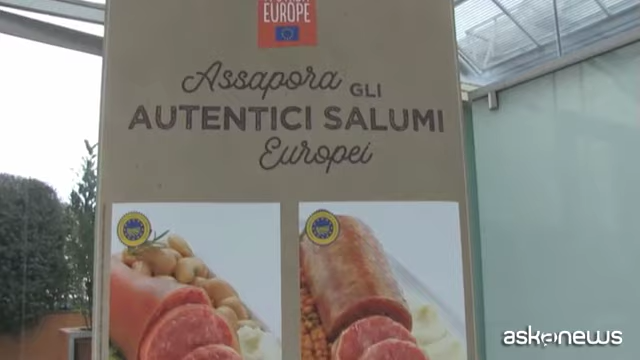 EUROPE
Assapora GLI
AUTENTICI SALUMI
Europei
askanews